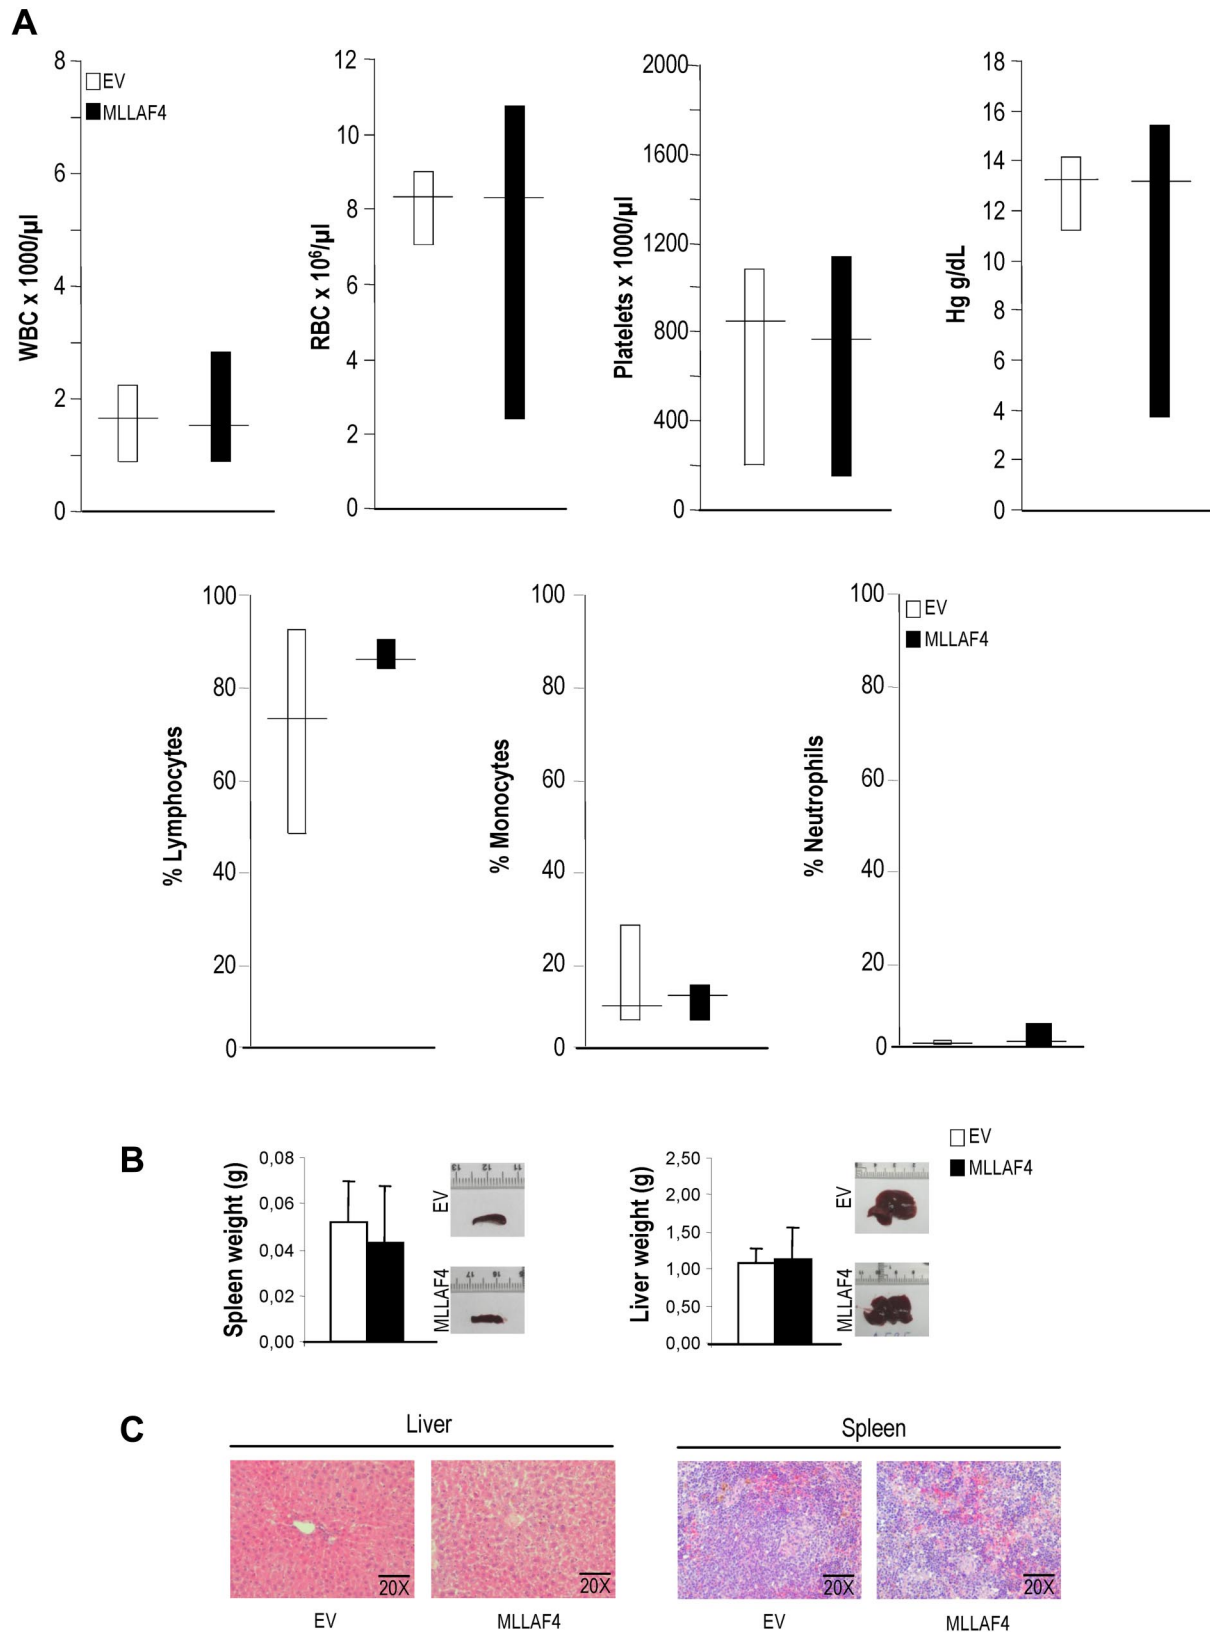 A
8
6
4
2
0
WBC x 1000/µl
EV
MLLAF4
12
10
8
6
4
2
0
RBC x 10⁶/µl
2000
1600
1200
800
400
0
Platelets x 1000/µl
18
16
14
12
10
8
6
4
2
0
Hg g/dL
100
80
60
40
20
0
% Lymphocytes
100
80
60
40
20
0
% Monocytes
100
80
60
40
20
0
% Neutrophils
EV
MLLAF4
B
0,08
0,06
0,04
0,02
0,00
Spleen weight (g)
EV
13 12 11
MLLAF4
17 16
2,50
2,00
1,50
1,00
0,50
0,00
Liver weight (g)
EV
MLLAF4
EV
MLLAF4
C
Liver
Spleen
20X
20X
20X
20X
EV
MLLAF4
EV
MLLAF4